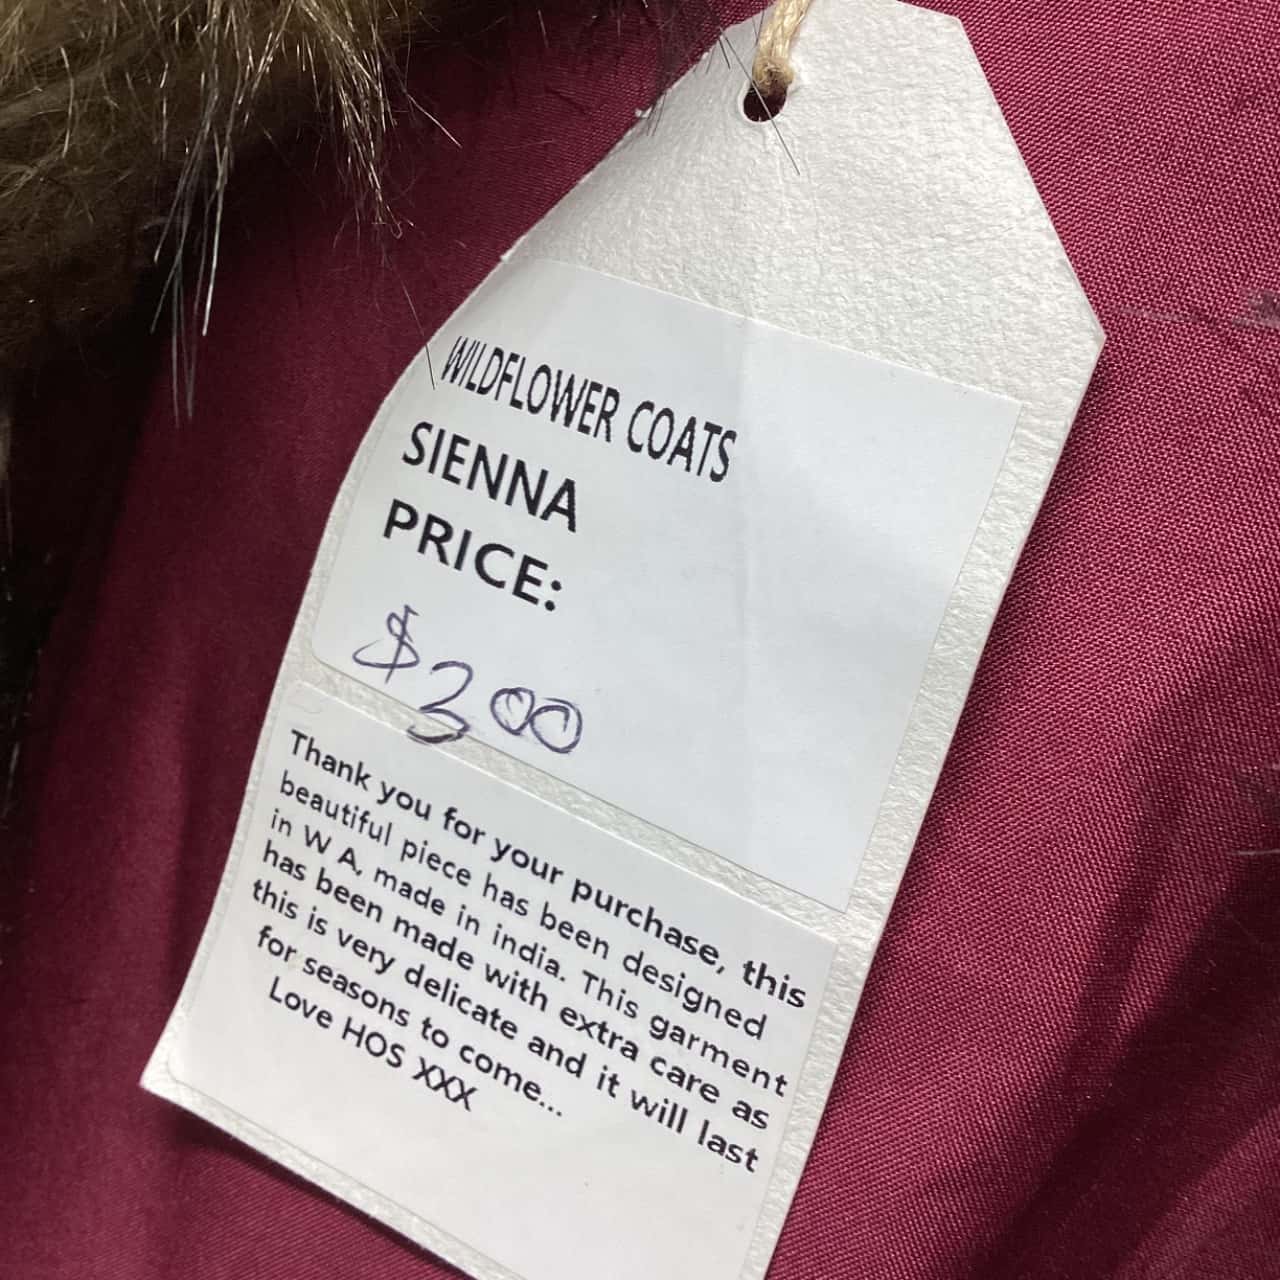 WILDFLOWER COATS
SIENNA
PRICE:
$300
Thank you for your purchase, this
beautiful piece has been designed
in W A, made in india. This garment
has been made with extra care as
this is very delicate and it will last
for seasons to come...
Love HOS XXX